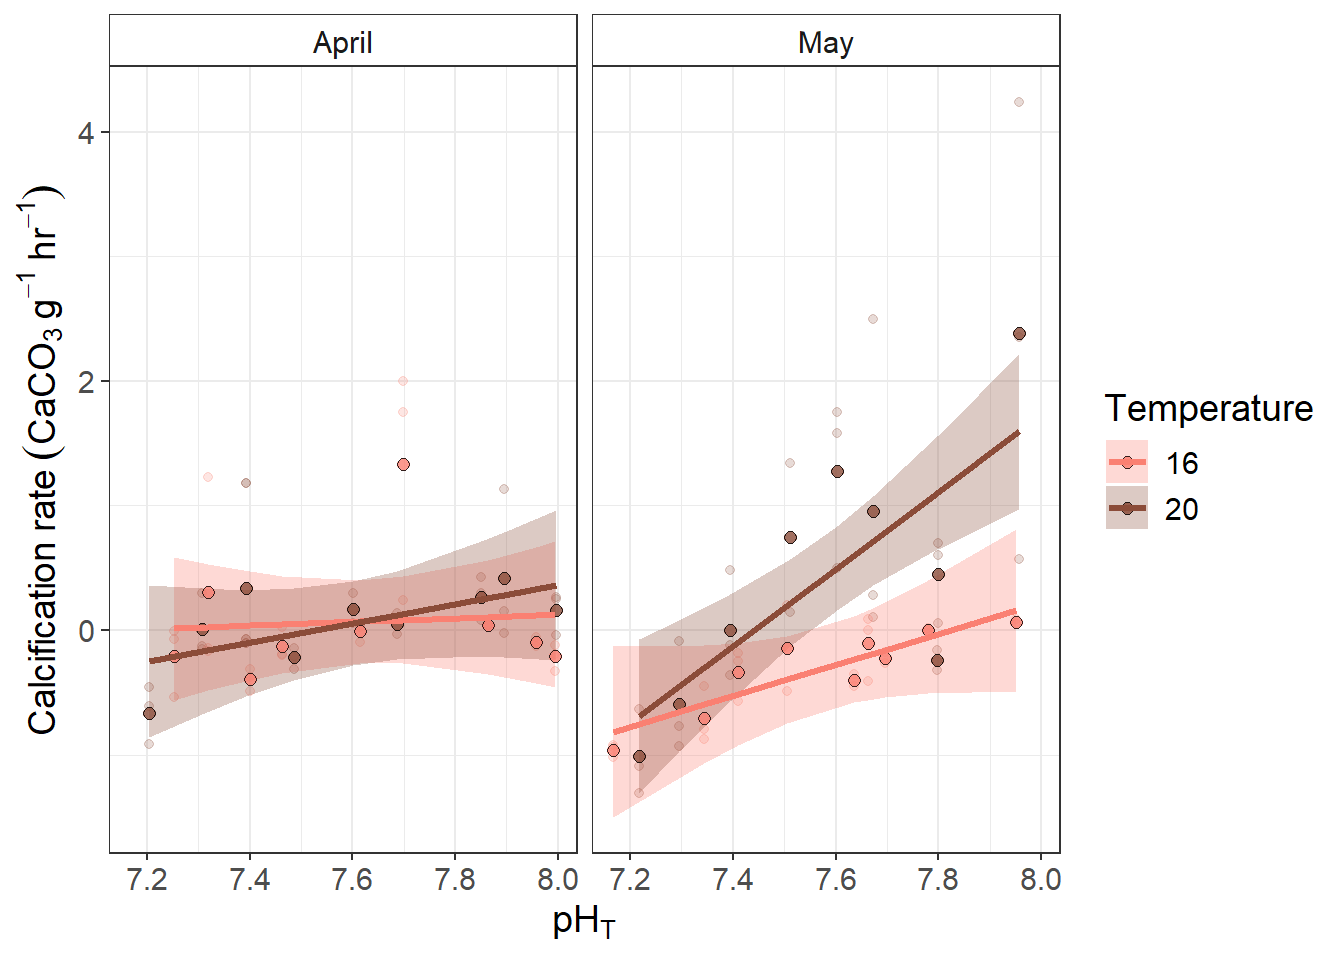 April
May
Calcification rate (CaCO₃ g⁻¹ hr⁻¹)
4
2
0
7.2 7.4 7.6 7.8 8.0
7.2 7.4 7.6 7.8 8.0
pH_T
Temperature
16
20